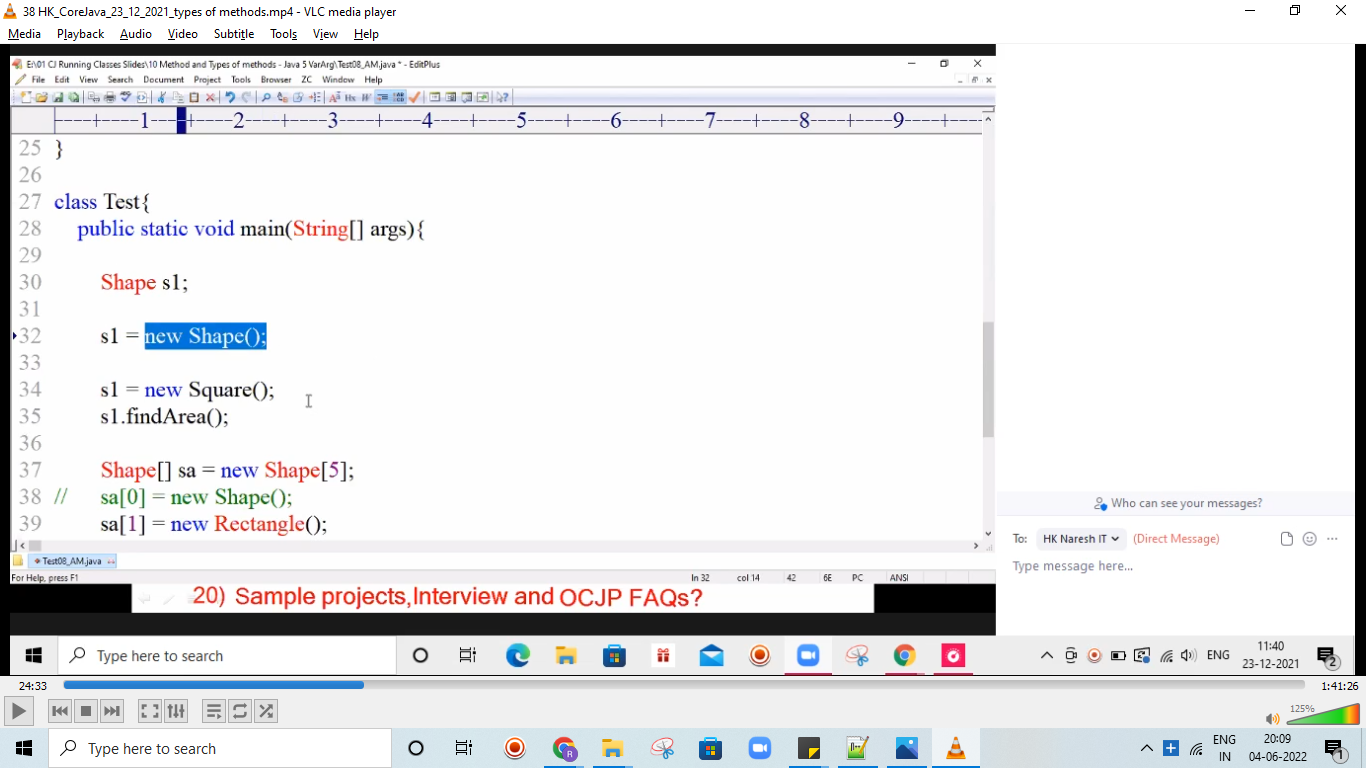 38 HK_CoreJava_23_12_2021_types of methods.mp4 - VLC media player
Media Playback Audio Video Subtitle Tools View Help
E:\01 CJ Running Classes Slides\10 Method and Types of methods - Java 5 VarArg\Test08_AM.java * - EditPlus
File Edit View Search Document Project Tools Browser ZC Window Help
----+----1----+----2----+----3----+----4----+----5----+----6----+----7----+----8----+----9----+----
25 }
26
27 class Test{
28 public static void main(String[] args){
29
30 Shape s1;
31
32 s1 = new Shape();
33
34 s1 = new Square();
35 s1.findArea();
36
37 Shape[] sa = new Shape[5];
38 // sa[0] = new Shape();
39 sa[1] = new Rectangle();
Test08_AM.java
For Help, press F1 ln 32 col 14 42 6E PC ANSI
20) Sample projects,Interview and OCJP FAQs?
Who can see your messages?
To: HK Naresh IT (Direct Message)
Type message here...
Type here to search
ENG
11:40
23-12-2021
2
24:33
1:41:26
125%
Type here to search
ENG
IN
20:09
04-06-2022
1